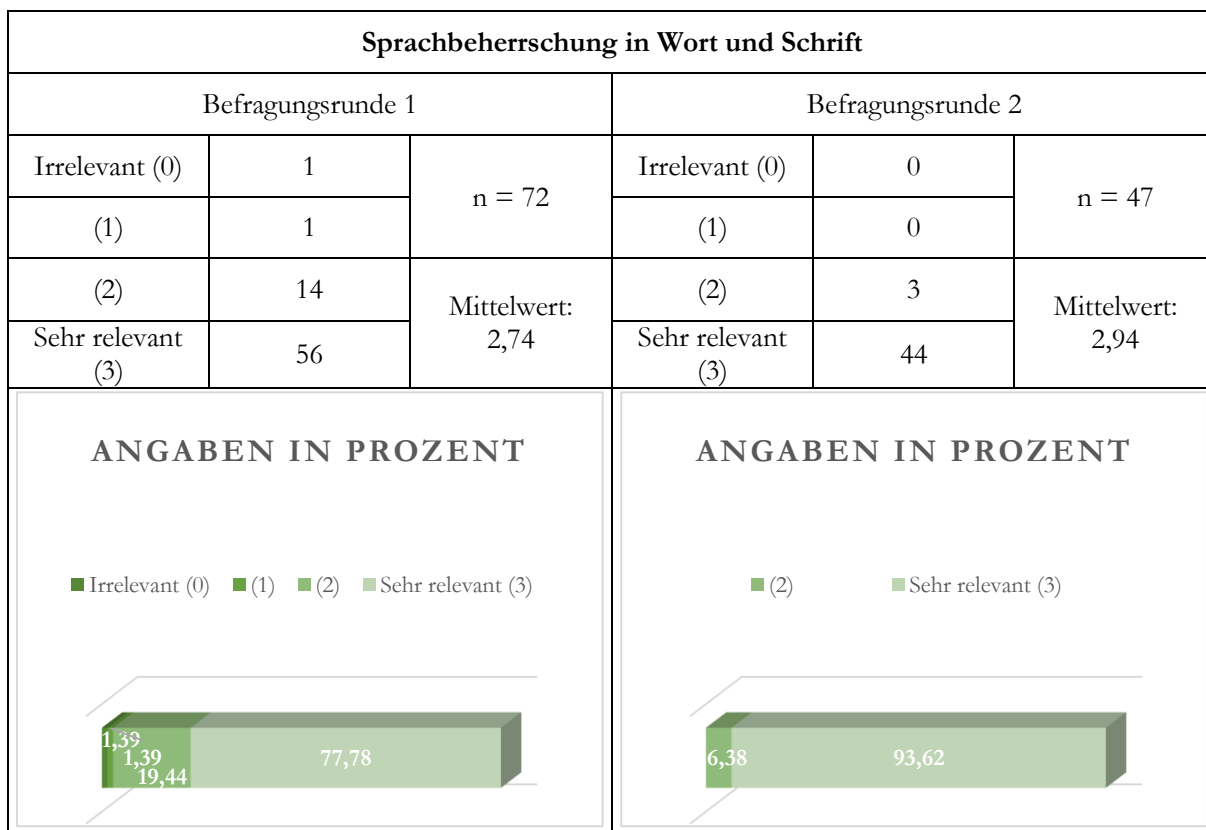 Sprachbeherrschung in Wort und Schrift
Befragungsrunde 1
Befragungsrunde 2
Irrelevant (0)
1
n = 72
Irrelevant (0)
0
n = 47
(1)
1
(1)
0
(2)
14
Mittelwert:
2,74
(2)
3
Mittelwert:
2,94
Sehr relevant
(3)
56
Sehr relevant
(3)
44
ANGABEN IN PROZENT
Irrelevant (0) (1) (2) Sehr relevant (3)
1,39
1,39
19,44
77,78
ANGABEN IN PROZENT
(2) Sehr relevant (3)
6,38
93,62